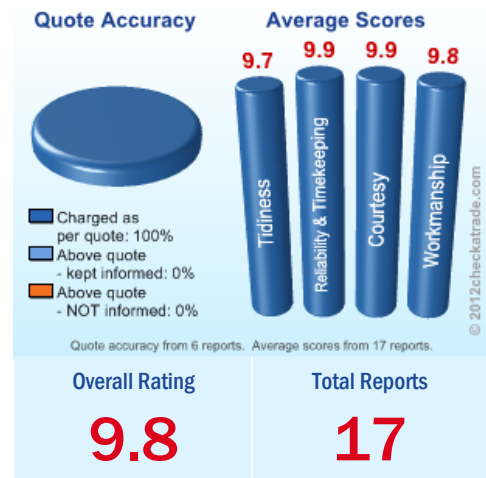 Quote Accuracy
Charged as
per quote: 100%
Above quote
- kept informed: 0%
Above quote
- NOT informed: 0%
Average Scores
9.7
9.9
9.9
9.8
Tidiness
Reliability & Timekeeping
Courtesy
Workmanship
© 2012checkatrade.com
Quote accuracy from 6 reports. Average scores from 17 reports.
Overall Rating
9.8
Total Reports
17